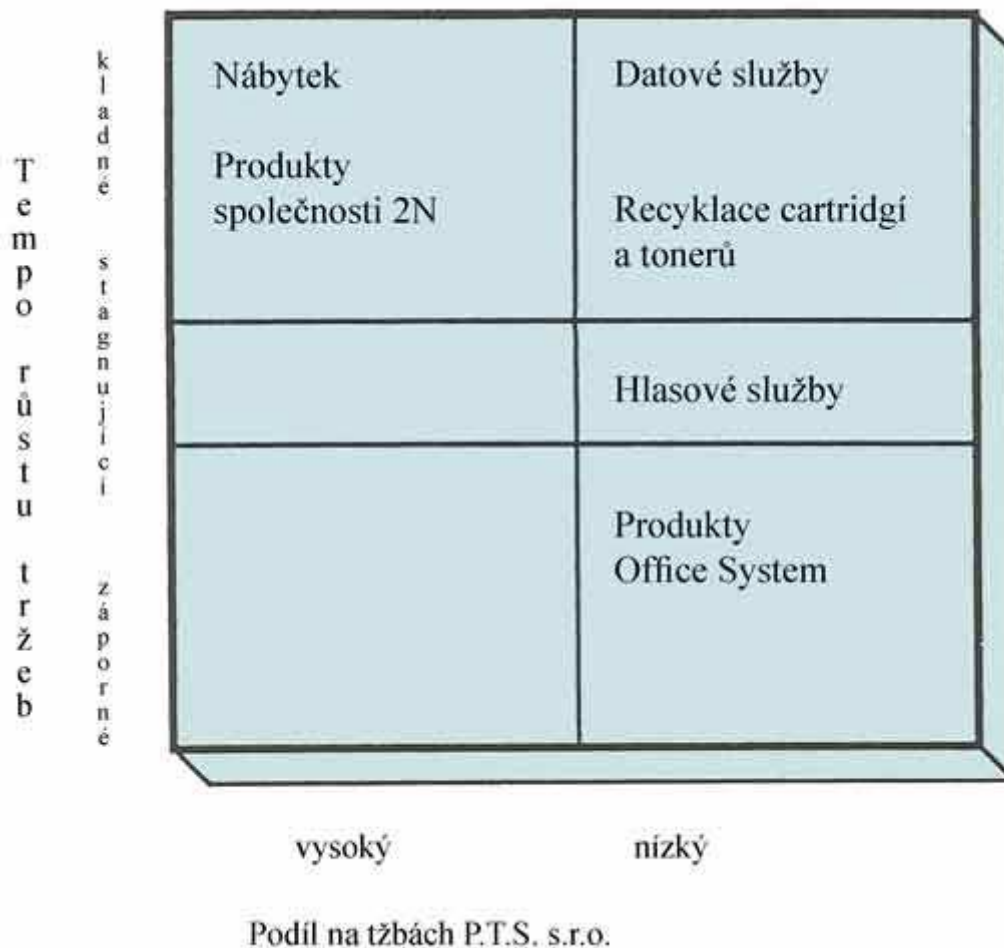 Tempo růstu tržeb
kladné
stagnující
záporné
Nábytek
Produkty
společnosti 2N
Datové služby
Recyklace cartridgí
a tonerů
Hlasové služby
Produkty
Office System
vysoký
nízký
Podíl na tžbách P.T.S. s.r.o.